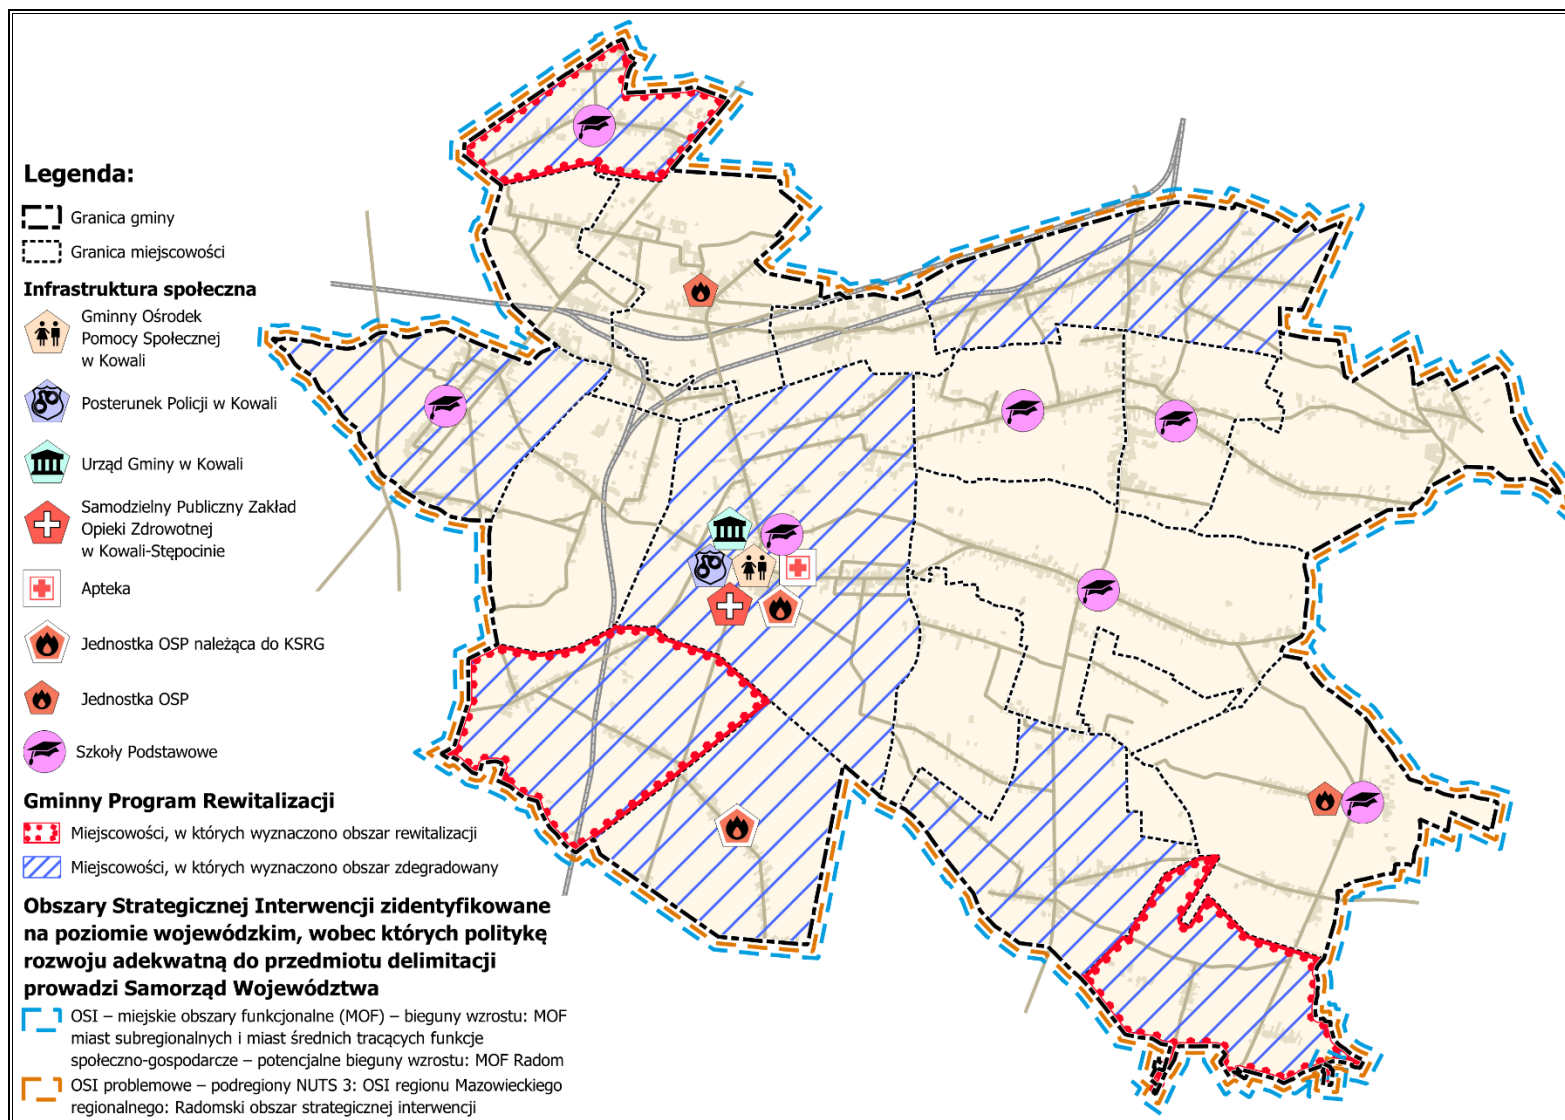 Legenda:
Granica gminy
Granica miejscowości
Infrastruktura społeczna
Gminny Ośrodek
Pomocy Społecznej
w Kowali
Posterunek Policji w Kowali
Urząd Gminy w Kowali
Samodzielny Publiczny Zakład
Opieki Zdrowotnej
w Kowali-Stępocinie
Apteka
Jednostka OSP należąca do KSRG
Jednostka OSP
Szkoły Podstawowe
Gminny Program Rewitalizacji
Miejscowości, w których wyznaczono obszar rewitalizacji
Miejscowości, w których wyznaczono obszar zdegradowany
Obszary Strategicznej Interwencji zidentyfikowane
na poziomie wojewódzkim, wobec których politykę
rozwoju adekwatną do przedmiotu delimitacji
prowadzi Samorząd Województwa
OSI – miejskie obszary funkcjonalne (MOF) – bieguny wzrostu: MOF
miast subregionalnych i miast średnich tracących funkcje
społeczno-gospodarcze – potencjalne bieguny wzrostu: MOF Radom
OSI problemowe – podregiony NUTS 3: OSI regionu Mazowieckiego
regionalnego: Radomski obszar strategicznej interwencji